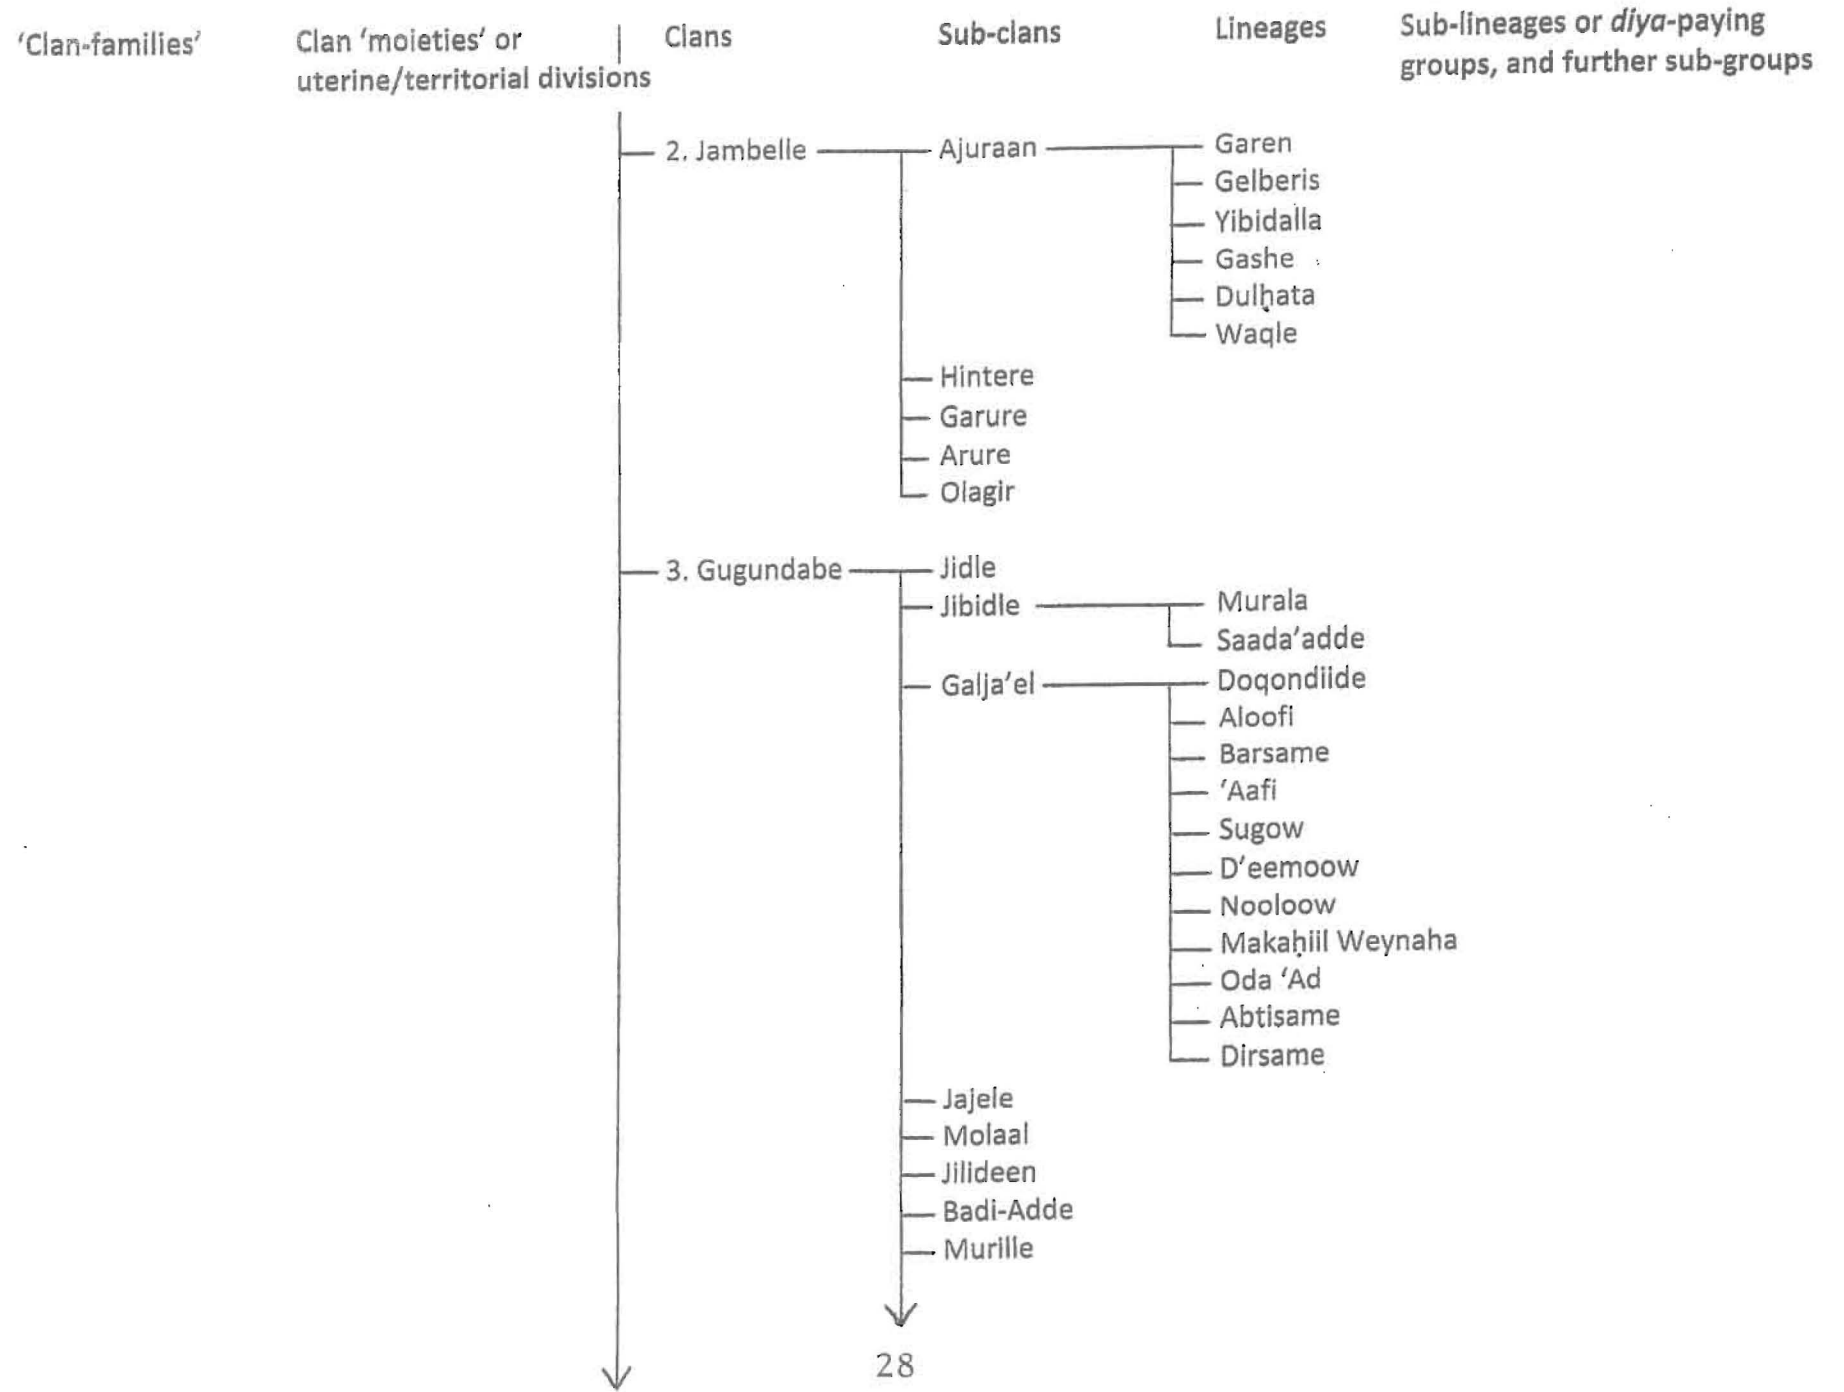 'Clan-families'
Clan 'moieties' or
uterine/territorial divisions
Clans
Sub-clans
Lineages
Sub-lineages or diya-paying
groups, and further sub-groups
2. Jambelle
Ajuraan
Garen
Gelberis
Yibidalla
Gashe
Dulḥata
Waqle
Hintere
Garure
Arure
Olagir
3. Gugundabe
Jidle
Jibidle
Murala
Saada'adde
Galja'el
Doqondiide
Aloofi
Barsame
'Aafi
Sugow
D'eemoow
Nooloow
Makaḥiil Weynaha
Oda 'Ad
Abtisame
Dirsame
Jajele
Molaal
Jilideen
Badi-Adde
Murille
28